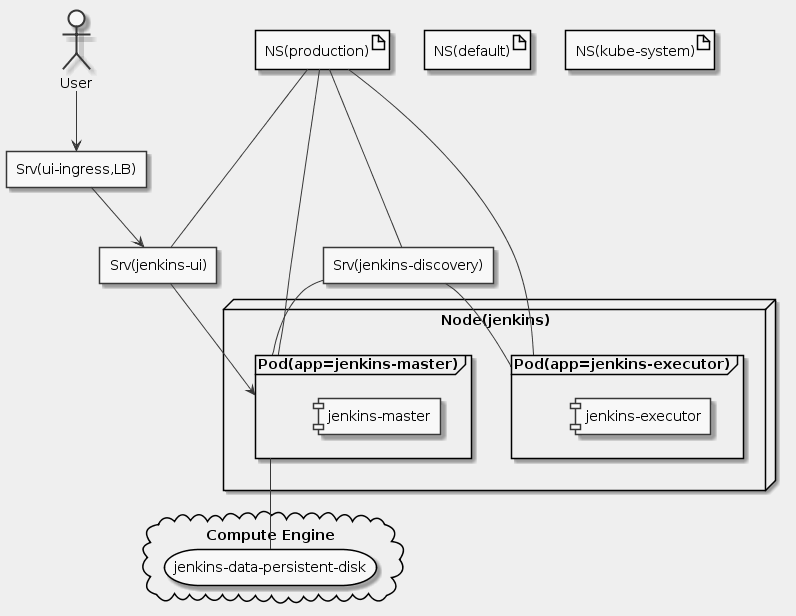 NS(production)
NS(default)
NS(kube-system)
User
Srv(ui-ingress,LB)
Srv(jenkins-ui)
Srv(jenkins-discovery)
Node(jenkins)
Pod(app=jenkins-master)
Pod(app=jenkins-executor)
jenkins-master
jenkins-executor
Compute Engine
jenkins-data-persistent-disk